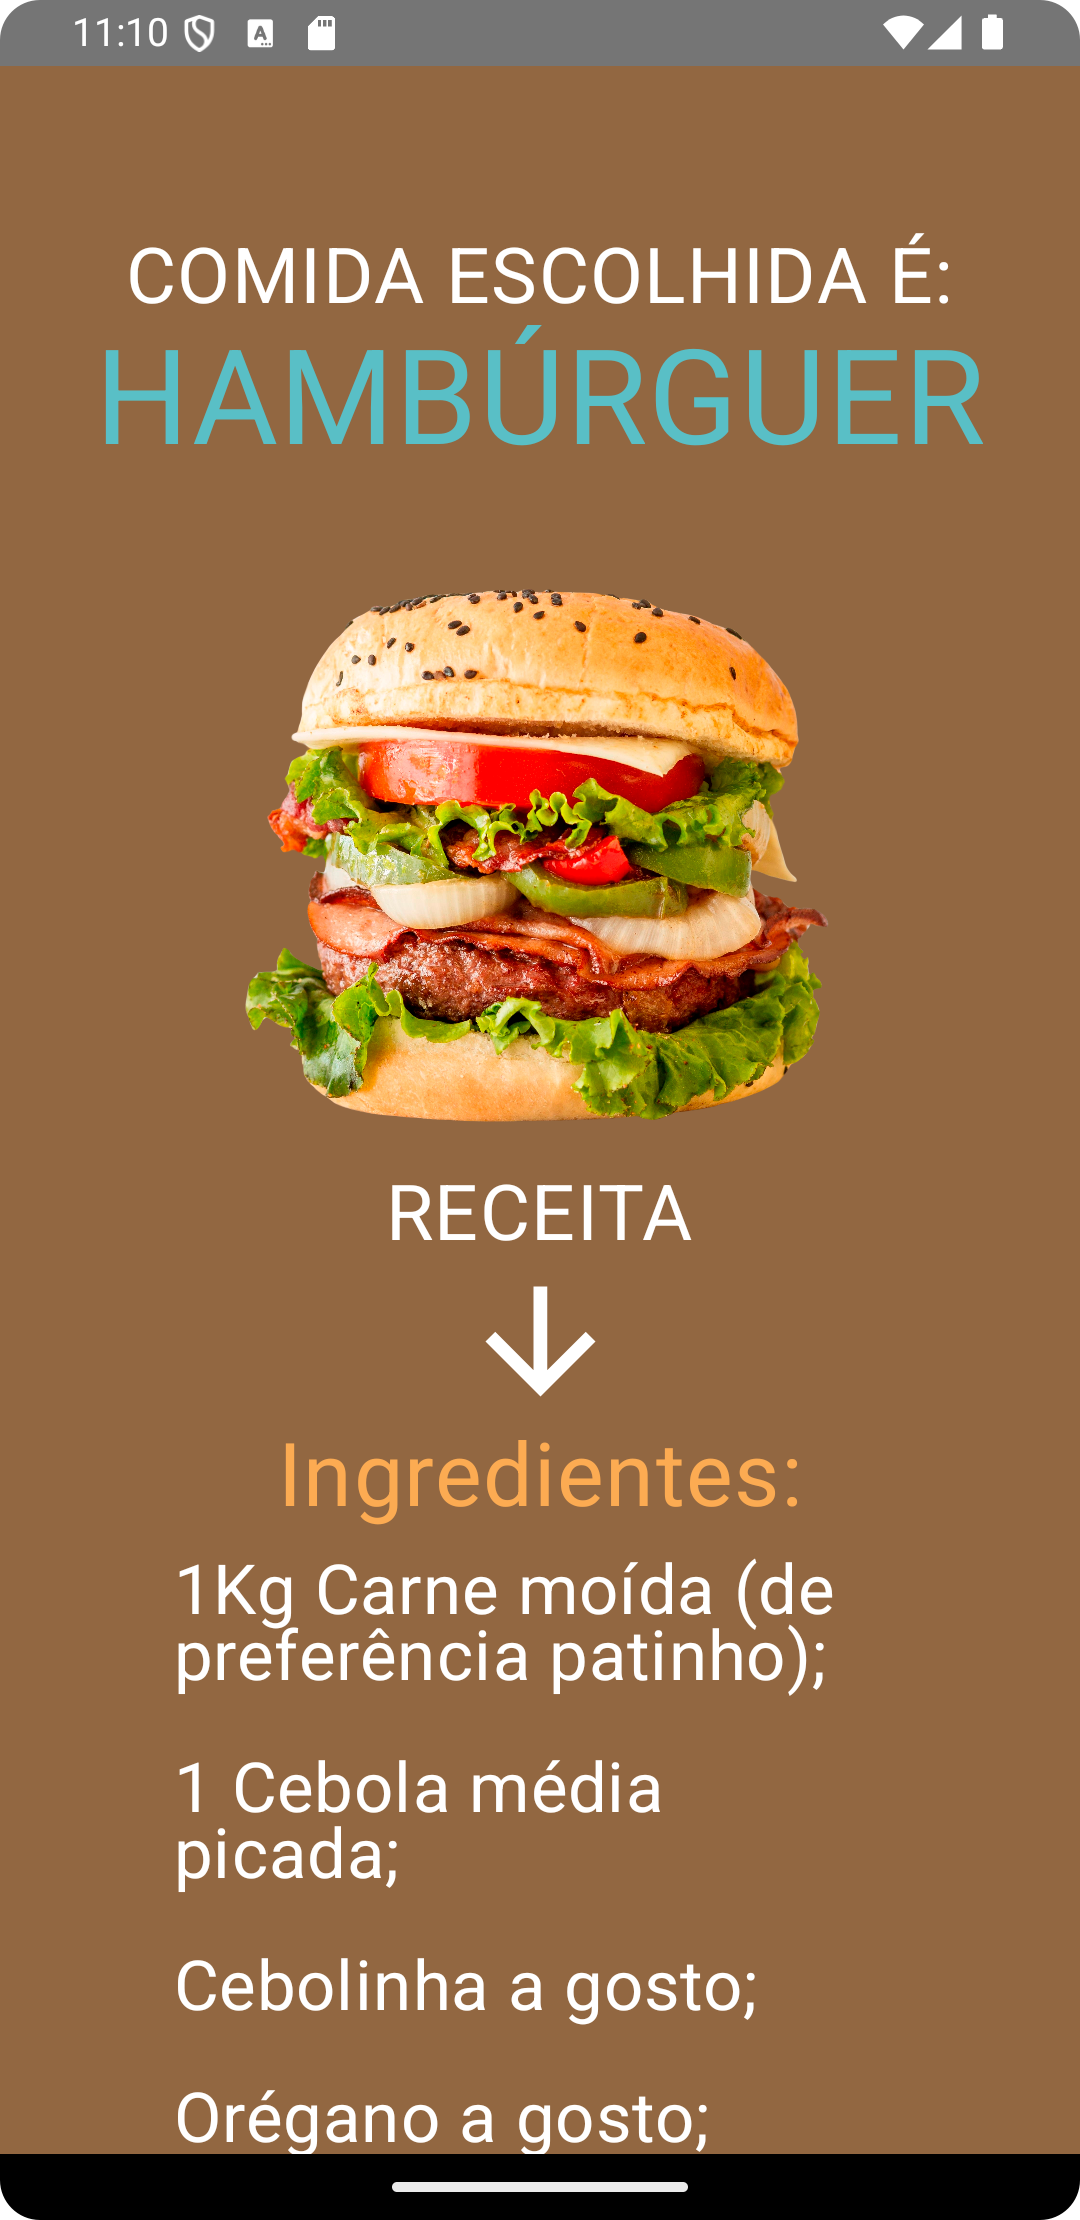 11:10
COMIDA ESCOLHIDA É:
HAMBÚRGUER
RECEITA
Ingredientes:
1Kg Carne moída (de
preferência patinho);
1 Cebola média
picada;
Cebolinha a gosto;
Orégano a gosto;